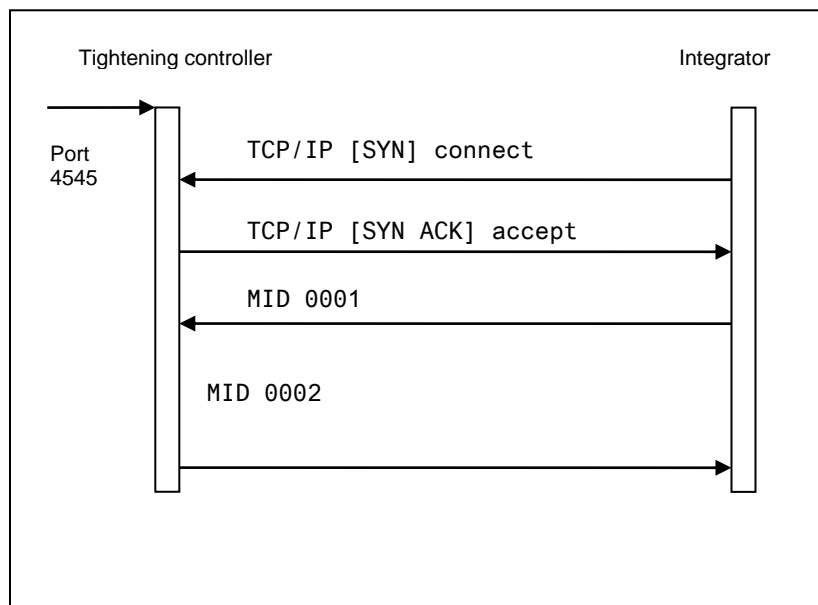 Tightening controller
Integrator
Port
4545
TCP/IP [SYN] connect
TCP/IP [SYN ACK] accept
MID 0001
MID 0002